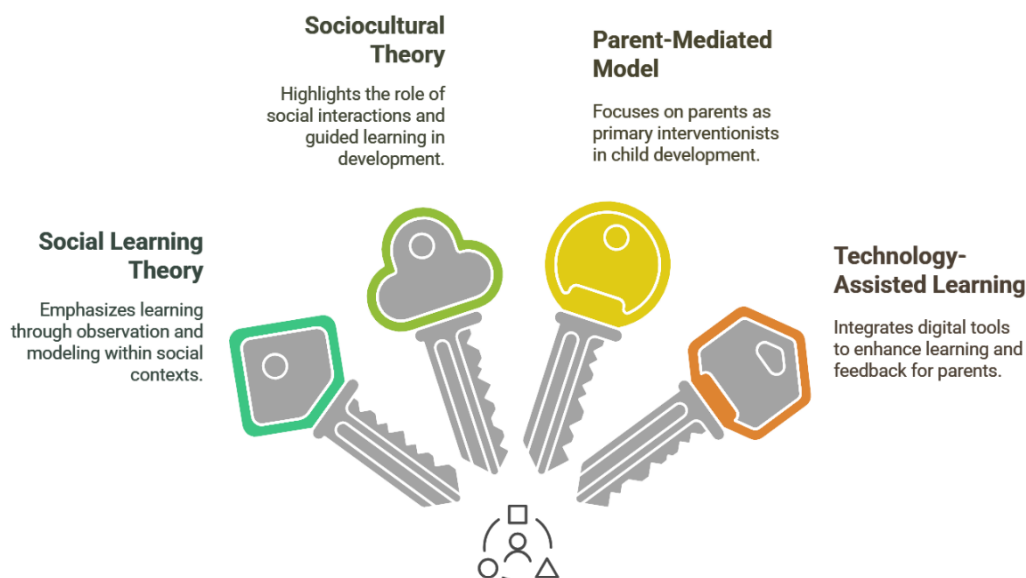 Sociocultural
Theory
Highlights the role of
social interactions and
guided learning in
development.
Parent-Mediated
Model
Focuses on parents as
primary interventionists
in child development.
Social Learning
Theory
Emphasizes learning
through observation and
modeling within social
contexts.
Technology-
Assisted Learning
Integrates digital tools
to enhance learning and
feedback for parents.